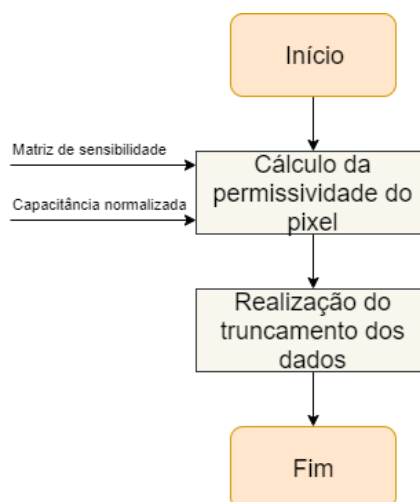 Início
Matriz de sensibilidade
Capacitância normalizada
Cálculo da
permissividade do
pixel
Realização do
truncamento dos
dados
Fim